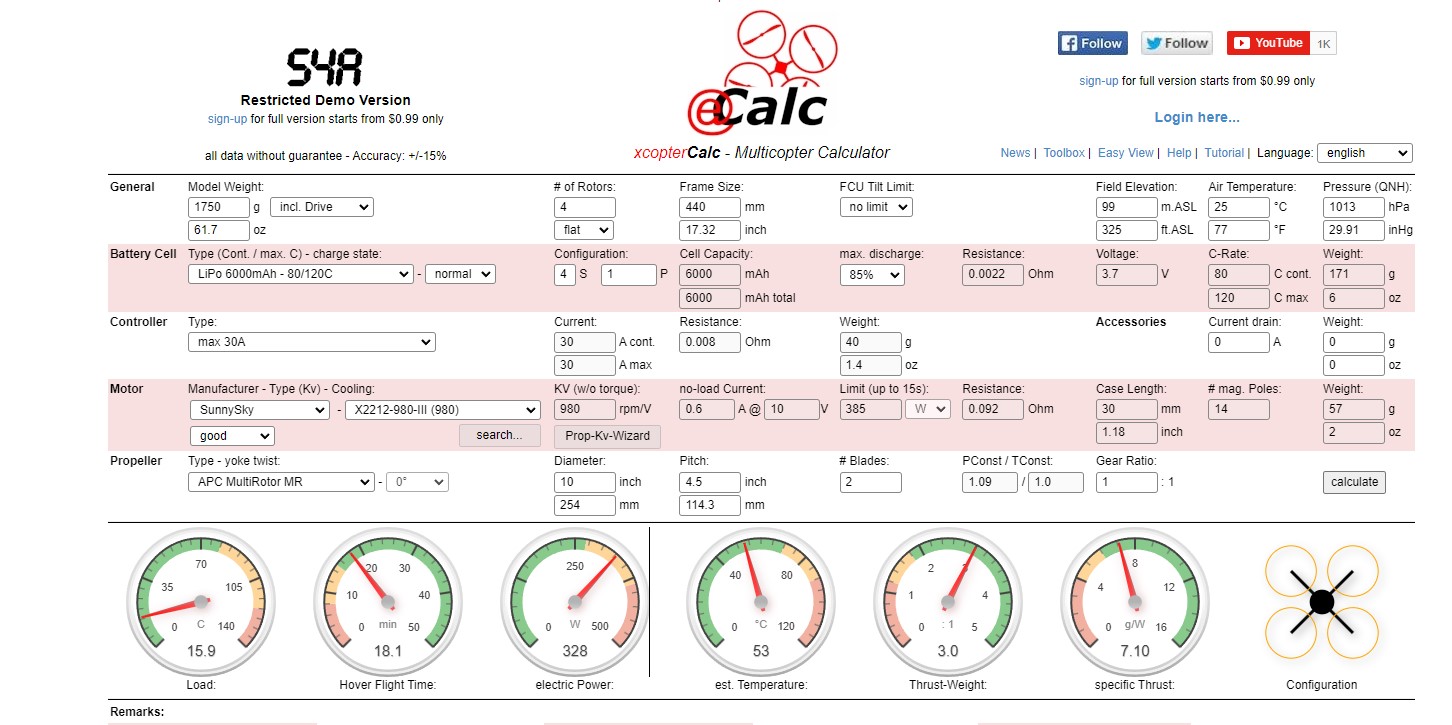 S4A
Restricted Demo Version
sign-up for full version starts from $0.99 only
all data without guarantee - Accuracy: +/-15%
eCalc
xcopterCalc - Multicopter Calculator
Follow Follow YouTube 1K
sign-up for full version starts from $0.99 only
Login here...
News | Toolbox | Easy View | Help | Tutorial | Language: english
General Model Weight: # of Rotors: Frame Size: FCU Tilt Limit: Field Elevation: Air Temperature: Pressure (QNH):
1750 g incl. Drive 4 440 mm no limit 99 m.ASL 25 °C 1013 hPa
61.7 oz flat 17.32 inch 325 ft.ASL 77 °F 29.91 inHg
Battery Cell Type (Cont. / max. C) - charge state: Configuration: Cell Capacity: max. discharge: Resistance: Voltage: C-Rate: Weight:
LiPo 6000mAh - 80/120C - normal 4 S 1 P 6000 mAh 85% 0.0022 Ohm 3.7 V 80 C cont. 171 g
6000 mAh total 120 C max 6 oz
Controller Type: Current: Resistance: Weight: Accessories Current drain: Weight:
max 30A 30 A cont. 0.008 Ohm 40 g 0 A 0 g
30 A max 1.4 oz 0 oz
Motor Manufacturer - Type (Kv) - Cooling: KV (w/o torque): no-load Current: Limit (up to 15s): Resistance: Case Length: # mag. Poles: Weight:
SunnySky - X2212-980-III (980) 980 rpm/V 0.6 A @ 10 V 385 W 0.092 Ohm 30 mm 14 57 g
good search... Prop-Kv-Wizard 1.18 inch 2 oz
Propeller Type - yoke twist: Diameter: Pitch: # Blades: PConst / TConst: Gear Ratio:
APC MultiRotor MR - 0° 10 inch 4.5 inch 2 1.09 / 1.0 1 : 1 calculate
254 mm 114.3 mm
0 35 70 105 140 C 15.9
0 10 20 30 40 50 min 18.1
0 250 500 W 328
0 40 80 120 °C 53
0 1 2 3 4 5 : 1 3.0
0 4 8 12 16 g/W 7.10
Load: Hover Flight Time: electric Power: est. Temperature: Thrust-Weight: specific Thrust: Configuration
Remarks: